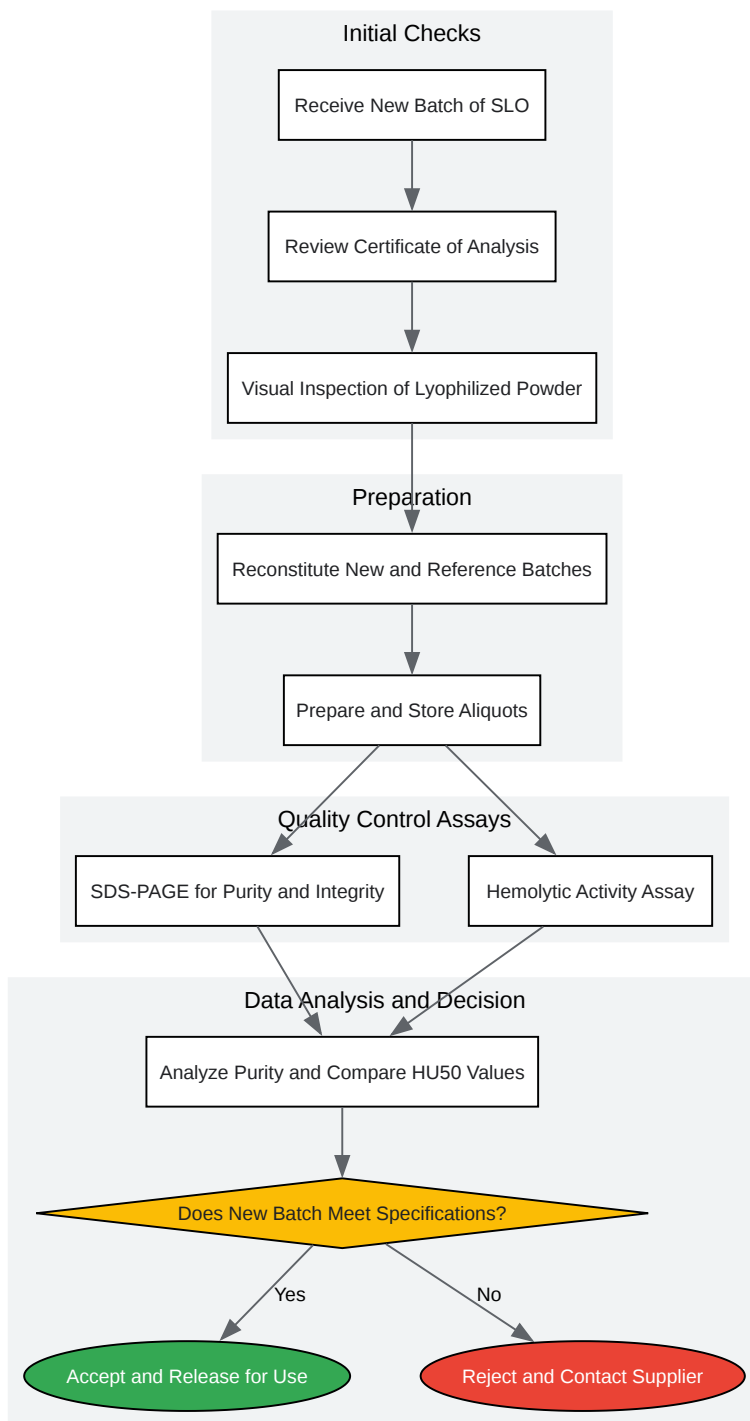 Initial Checks
Receive New Batch of SLO
Review Certificate of Analysis
Visual Inspection of Lyophilized Powder
Preparation
Reconstitute New and Reference Batches
Prepare and Store Aliquots
Quality Control Assays
SDS-PAGE for Purity and Integrity
Hemolytic Activity Assay
Data Analysis and Decision
Analyze Purity and Compare HU50 Values
Does New Batch Meet Specifications?
Yes
No
Accept and Release for Use
Reject and Contact Supplier